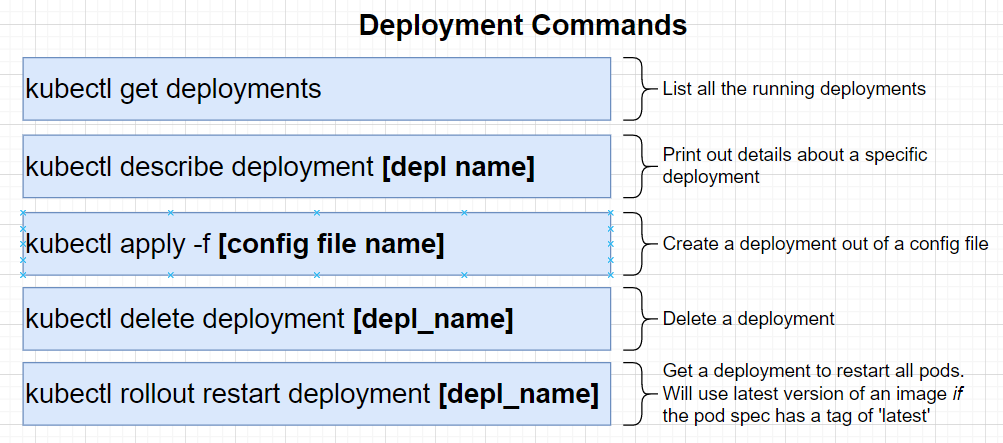 Deployment Commands
kubectl get deployments
List all the running deployments
kubectl describe deployment [depl name]
Print out details about a specific
deployment
kubectl apply -f [config file name]
Create a deployment out of a config file
kubectl delete deployment [depl_name]
Delete a deployment
kubectl rollout restart deployment [depl_name]
Get a deployment to restart all pods.
Will use latest version of an image if
the pod spec has a tag of 'latest'